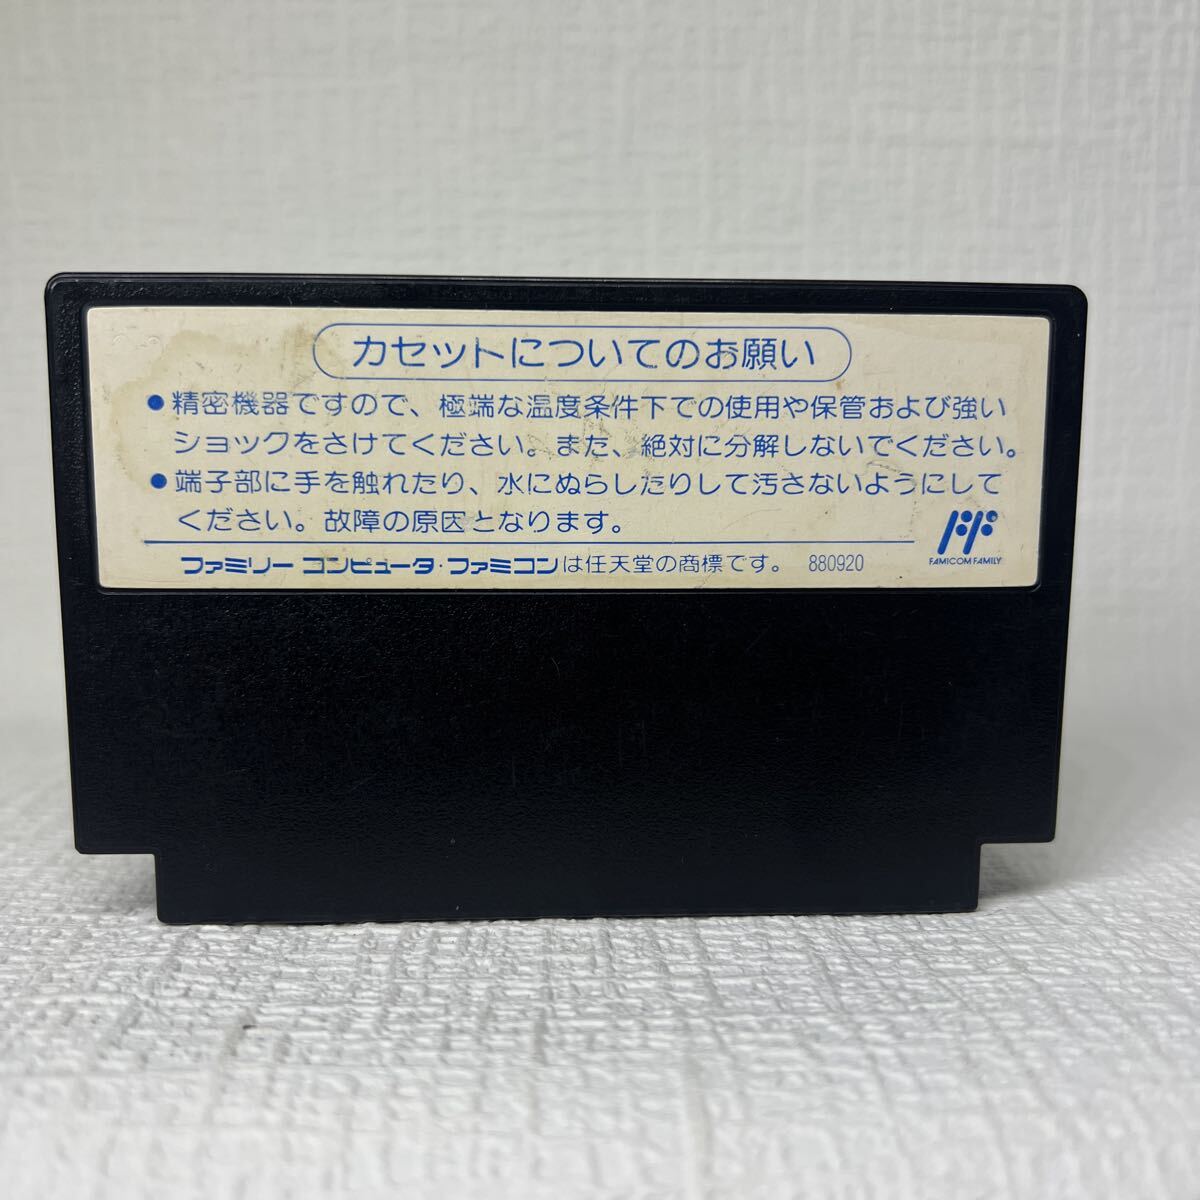 カセットについてのお願い
●精密機器ですので、極端な温度条件下での使用や保管および強い
ショックをさけてください。また、絶対に分解しないでください。
●端子部に手を触れたり、水にぬらしたりして汚さないようにして
ください。故障の原因となります。
ファミリーコンピュータ・ファミコンは任天堂の商標です。 880920
FAMICOM FAMILY